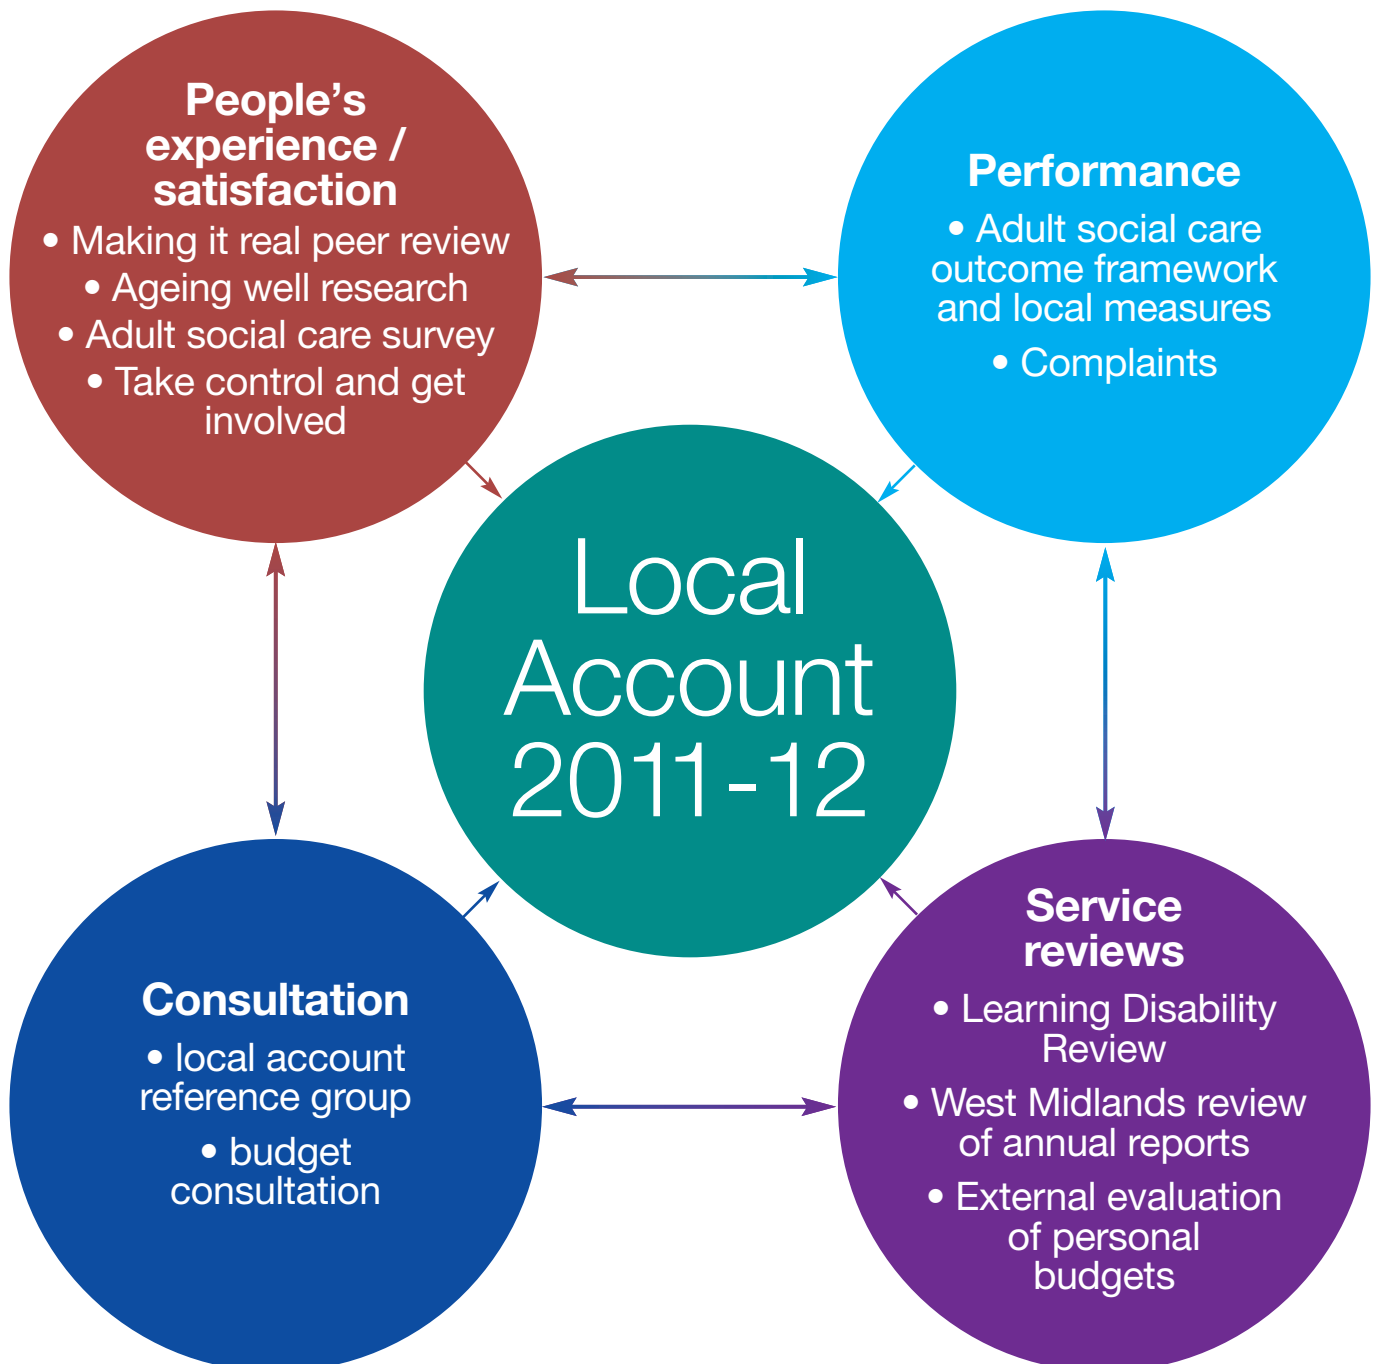 People’s
experience /
satisfaction
• Making it real peer review
• Ageing well research
• Adult social care survey
• Take control and get
involved
Performance
• Adult social care
outcome framework
and local measures
• Complaints
Local
Account
2011-12
Consultation
• local account
reference group
• budget
consultation
Service
reviews
• Learning Disability
Review
• West Midlands review
of annual reports
• External evaluation
of personal
budgets